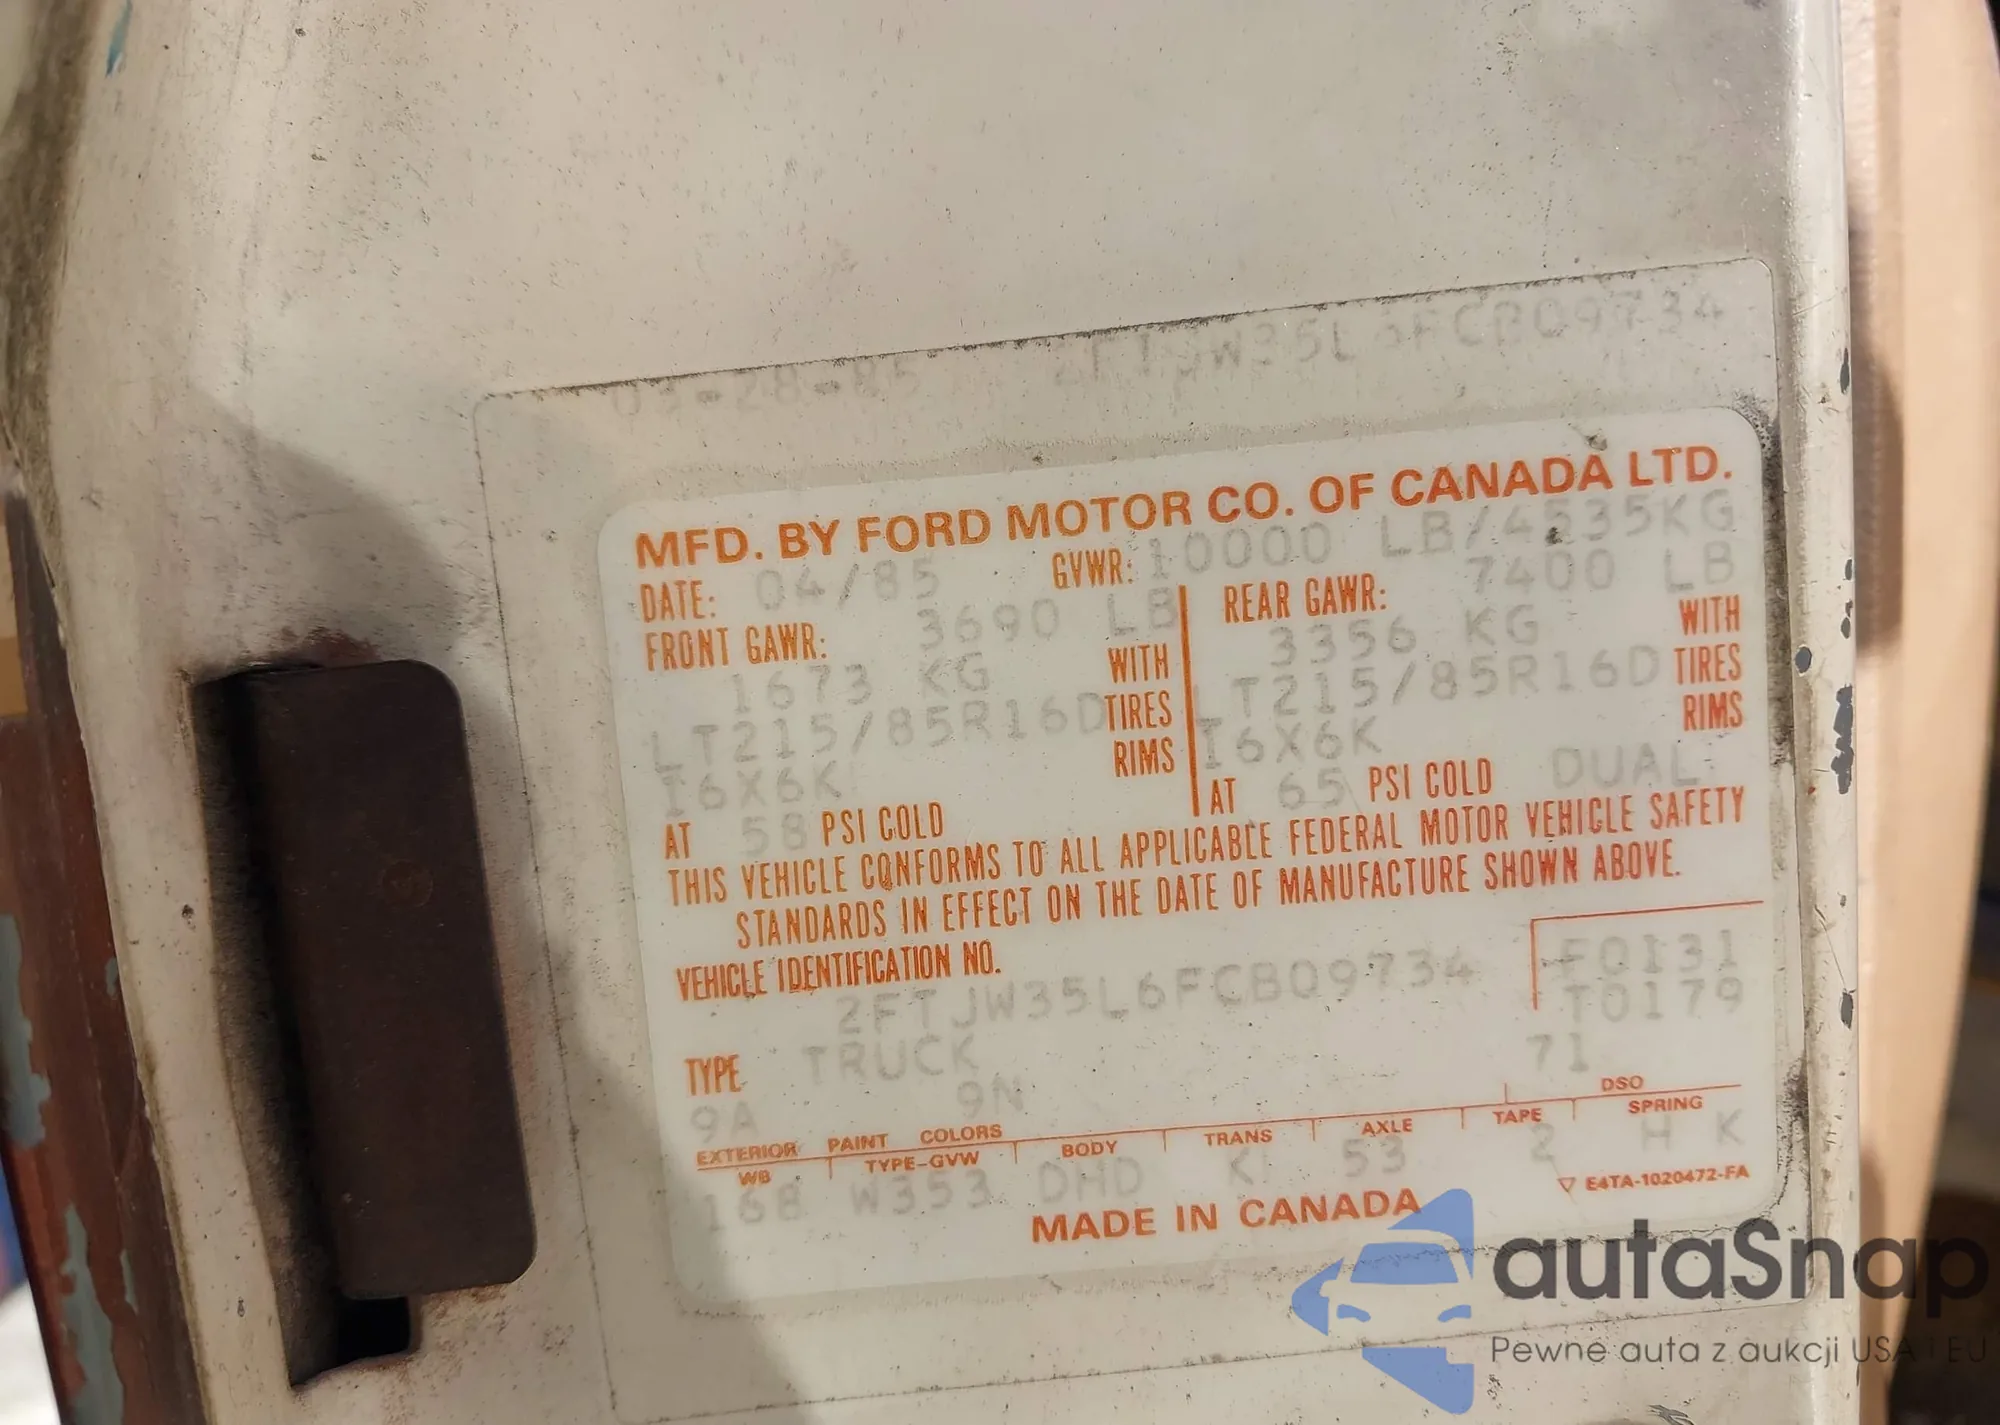 03-28-85 2FTJW35L6FCB09734
MFD. BY FORD MOTOR CO. OF CANADA LTD.
DATE: 04/85 GVWR: 10000 LB/4535KG
FRONT GAWR: 3690 LB REAR GAWR: 7400 LB
1673 KG WITH 3356 KG WITH
LT215/85R16D TIRES LT215/85R16D TIRES
16X6K RIMS 16X6K RIMS
AT 58 PSI COLD AT 65 PSI COLD DUAL
THIS VEHICLE CONFORMS TO ALL APPLICABLE FEDERAL MOTOR VEHICLE SAFETY
STANDARDS IN EFFECT ON THE DATE OF MANUFACTURE SHOWN ABOVE.
VEHICLE IDENTIFICATION NO. F0131
2FTJW35L6FCB09734 T0179
TYPE TRUCK 71
9A 9N DSO
EXTERIOR PAINT COLORS BODY TRANS AXLE TAPE SPRING
WB TYPE-GVW
168 W353 DHD K 53 2 H K
E4TA-1020472-FA
MADE IN CANADA
autaSnap
Pewne auta z aukcji USA i EU